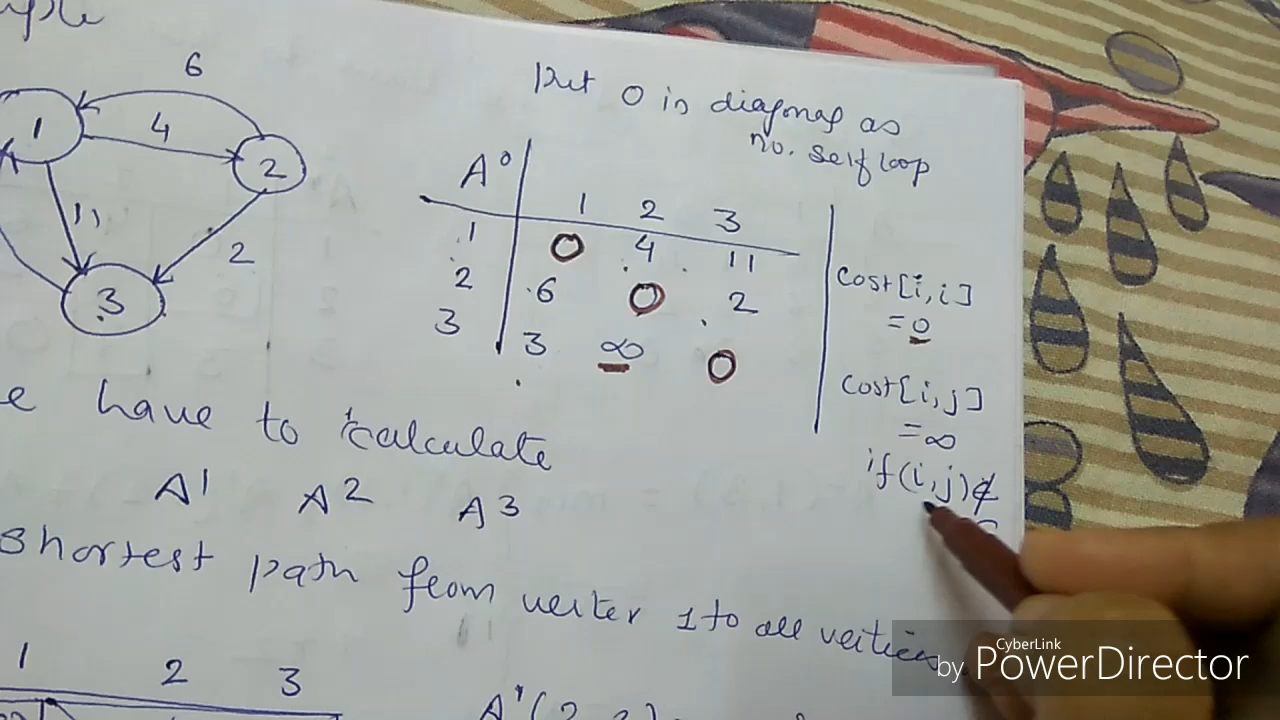 6
Put 0 in diagonal as
no. self loop
1
4
2
11
2
3
A⁰
1 2 3
1 0 4 11
2 6 0 2
3 3 ∞ 0
cost[i,i]
= 0
cost[i,j]
= ∞
if (i,j) ∉
have to calculate
A¹ A² A³
shortest path from vertex 1 to all vertices
1 2 3
CyberLink
by PowerDirector